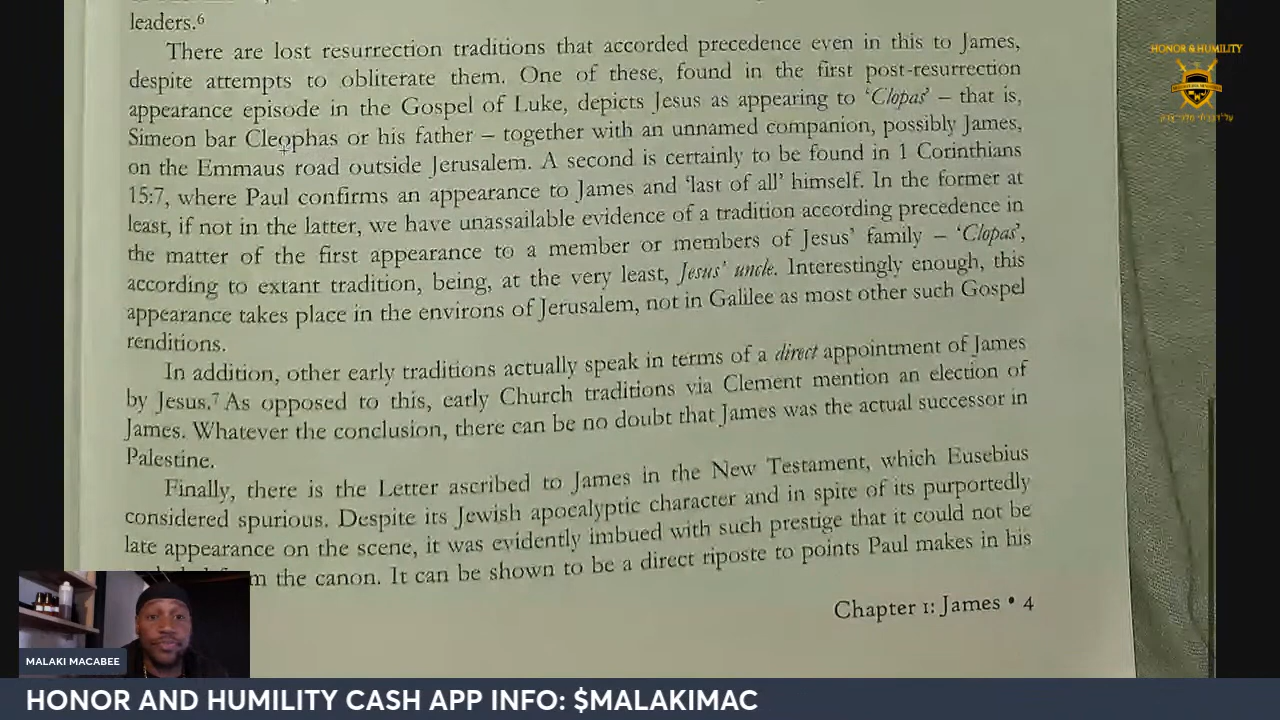 leaders.⁶
There are lost resurrection traditions that accorded precedence even in this to James,
despite attempts to obliterate them. One of these, found in the first post-resurrection
appearance episode in the Gospel of Luke, depicts Jesus as appearing to ‘Clopas’ – that is,
Simeon bar Cleophas or his father – together with an unnamed companion, possibly James,
on the Emmaus road outside Jerusalem. A second is certainly to be found in 1 Corinthians
15:7, where Paul confirms an appearance to James and ‘last of all’ himself. In the former at
least, if not in the latter, we have unassailable evidence of a tradition according precedence in
the matter of the first appearance to a member or members of Jesus’ family – ‘Clopas’,
according to extant tradition, being, at the very least, Jesus’ uncle. Interestingly enough, this
appearance takes place in the environs of Jerusalem, not in Galilee as most other such Gospel
renditions.
In addition, other early traditions actually speak in terms of a direct appointment of James
by Jesus.⁷ As opposed to this, early Church traditions via Clement mention an election of
James. Whatever the conclusion, there can be no doubt that James was the actual successor in
Palestine.
Finally, there is the Letter ascribed to James in the New Testament, which Eusebius
considered spurious. Despite its Jewish apocalyptic character and in spite of its purportedly
late appearance on the scene, it was evidently imbued with such prestige that it could not be
the canon. It can be shown to be a direct riposte to points Paul makes in his
Chapter 1: James • 4
HONOR & HUMILITY
MALAKI MACABEE
HONOR AND HUMILITY CASH APP INFO: $MALAKIMAC